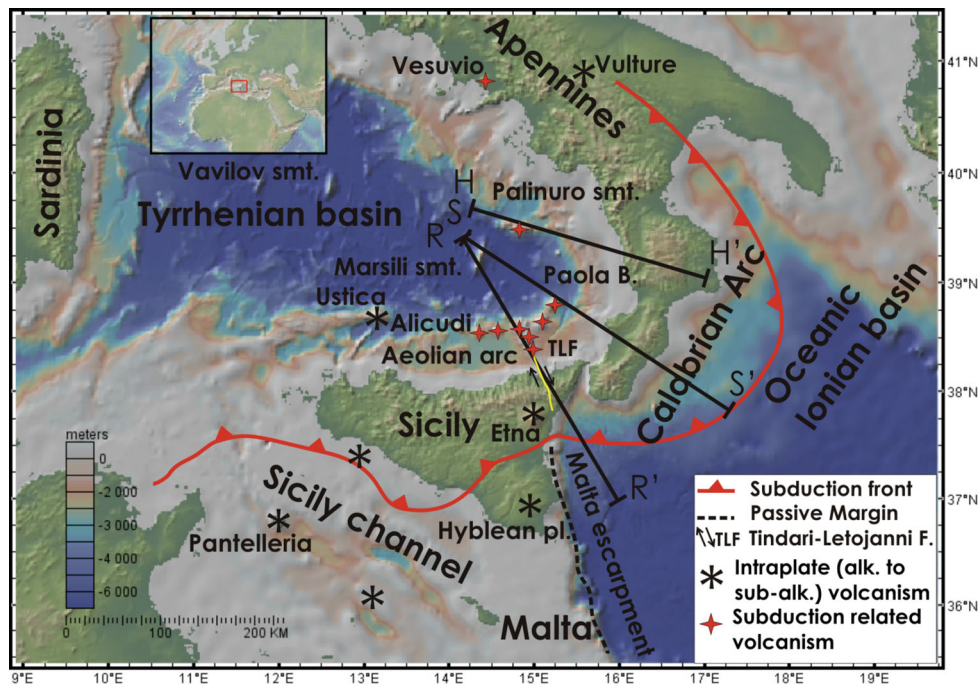 Apennines
Vesuvio
Vulture
41°N
Vavilov smt.
Sardinia
H
Palinuro smt.
40°N
Tyrrhenian basin
S
R
H'
Marsili smt.
Paola B.
39°N
Ustica
Alicudi
Calabrian Arc
Oceanic
Ionian basin
Aeolian arc
TLF
S'
38°N
meters
Sicily
Etna
0
-2 000
-3 000
-4 000
-6 000
Sicily channel
Malta escarpment
R'
37°N
Pantelleria
Hyblean pl.
Subduction front
Passive Margin
TLF Tindari-Letojanni F.
Intraplate (alk. to
sub-alk.) volcanism
Subduction related
volcanism
36°N
0 100 200 KM
Malta
9°E 10°E 11°E 12°E 13°E 14°E 15°E 16°E 17°E 18°E 19°E